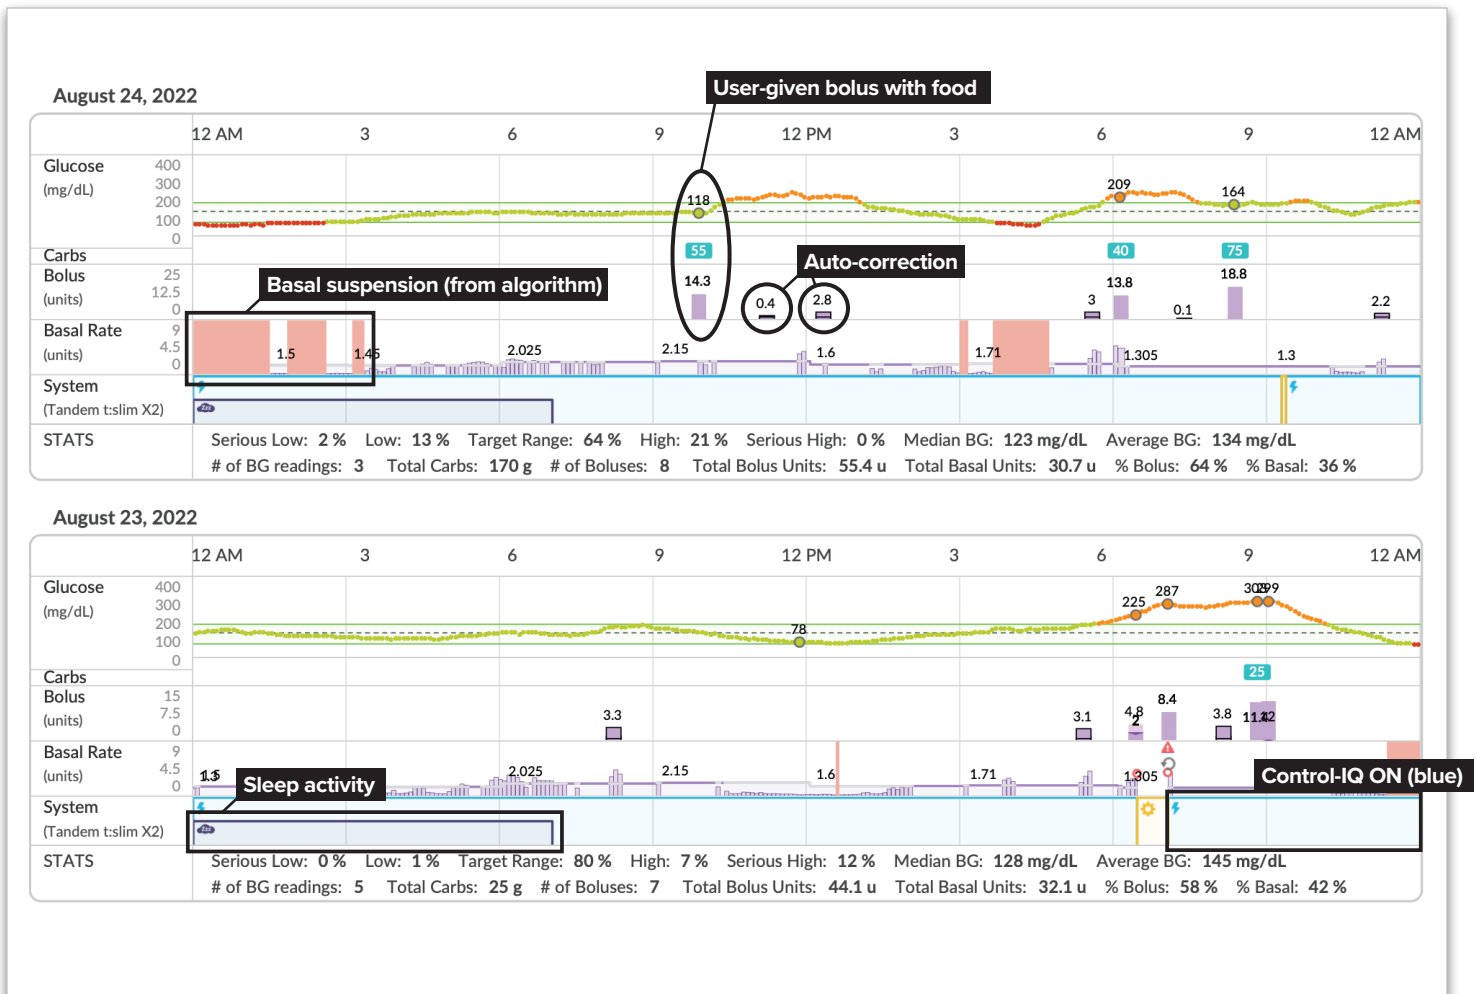 User-given bolus with food
August 24, 2022
12 AM 3 6 9 12 PM 3 6 9 12 AM
Glucose
(mg/dL)
400
300
200
100
0
118 209 164
Carbs
55 40 75
Auto-correction
Basal suspension (from algorithm)
Bolus
(units)
25
12.5
0
14.3 0.4 2.8 3 13.8 0.1 18.8 2.2
Basal Rate
(units)
9
4.5
0
1.5 1.45 2.025 2.15 1.6 1.71 1.305 1.3
System
(Tandem t:slim X2)
Zzz
STATS
Serious Low: 2 % Low: 13 % Target Range: 64 % High: 21 % Serious High: 0 % Median BG: 123 mg/dL Average BG: 134 mg/dL
# of BG readings: 3 Total Carbs: 170 g # of Boluses: 8 Total Bolus Units: 55.4 u Total Basal Units: 30.7 u % Bolus: 64 % % Basal: 36 %
August 23, 2022
12 AM 3 6 9 12 PM 3 6 9 12 AM
Glucose
(mg/dL)
400
300
200
100
0
78 225 287 299
Carbs
25
Bolus
(units)
15
7.5
0
3.3 3.1 4.8 2 8.4 3.8 12
Basal Rate
(units)
9
4.5
0
1.3 1.5 2.025 2.15 1.6 1.71 1.305
Sleep activity
Control-IQ ON (blue)
System
(Tandem t:slim X2)
Zzz
STATS
Serious Low: 0 % Low: 1 % Target Range: 80 % High: 7 % Serious High: 12 % Median BG: 128 mg/dL Average BG: 145 mg/dL
# of BG readings: 5 Total Carbs: 25 g # of Boluses: 7 Total Bolus Units: 44.1 u Total Basal Units: 32.1 u % Bolus: 58 % % Basal: 42 %